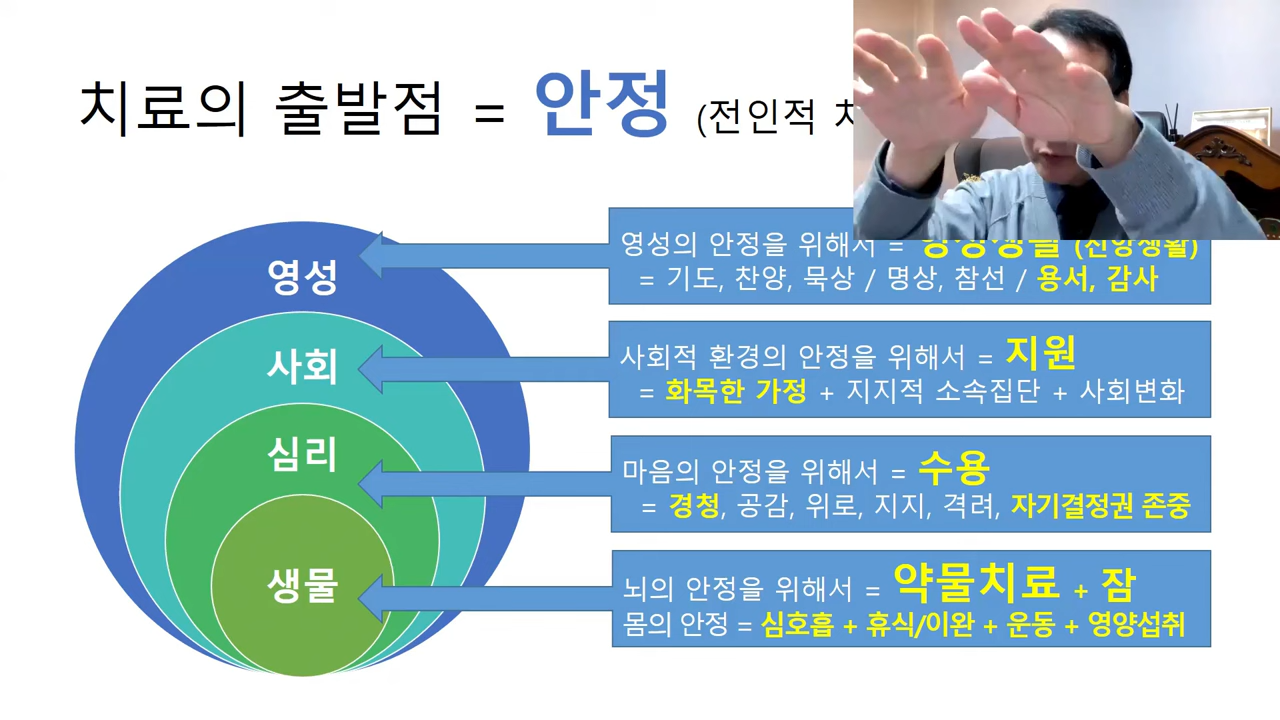 치료의 출발점 = 안정 (전인적
영성
사회
심리
생물
영성의 안정을 위해서 = (신앙생활)
= 기도, 찬양, 묵상 / 명상, 참선 / 용서, 감사
사회적 환경의 안정을 위해서 = 지원
= 화목한 가정 + 지지적 소속집단 + 사회변화
마음의 안정을 위해서 = 수용
= 경청, 공감, 위로, 지지, 격려, 자기결정권 존중
뇌의 안정을 위해서 = 약물치료 + 잠
몸의 안정 = 심호흡 + 휴식/이완 + 운동 + 영양섭취